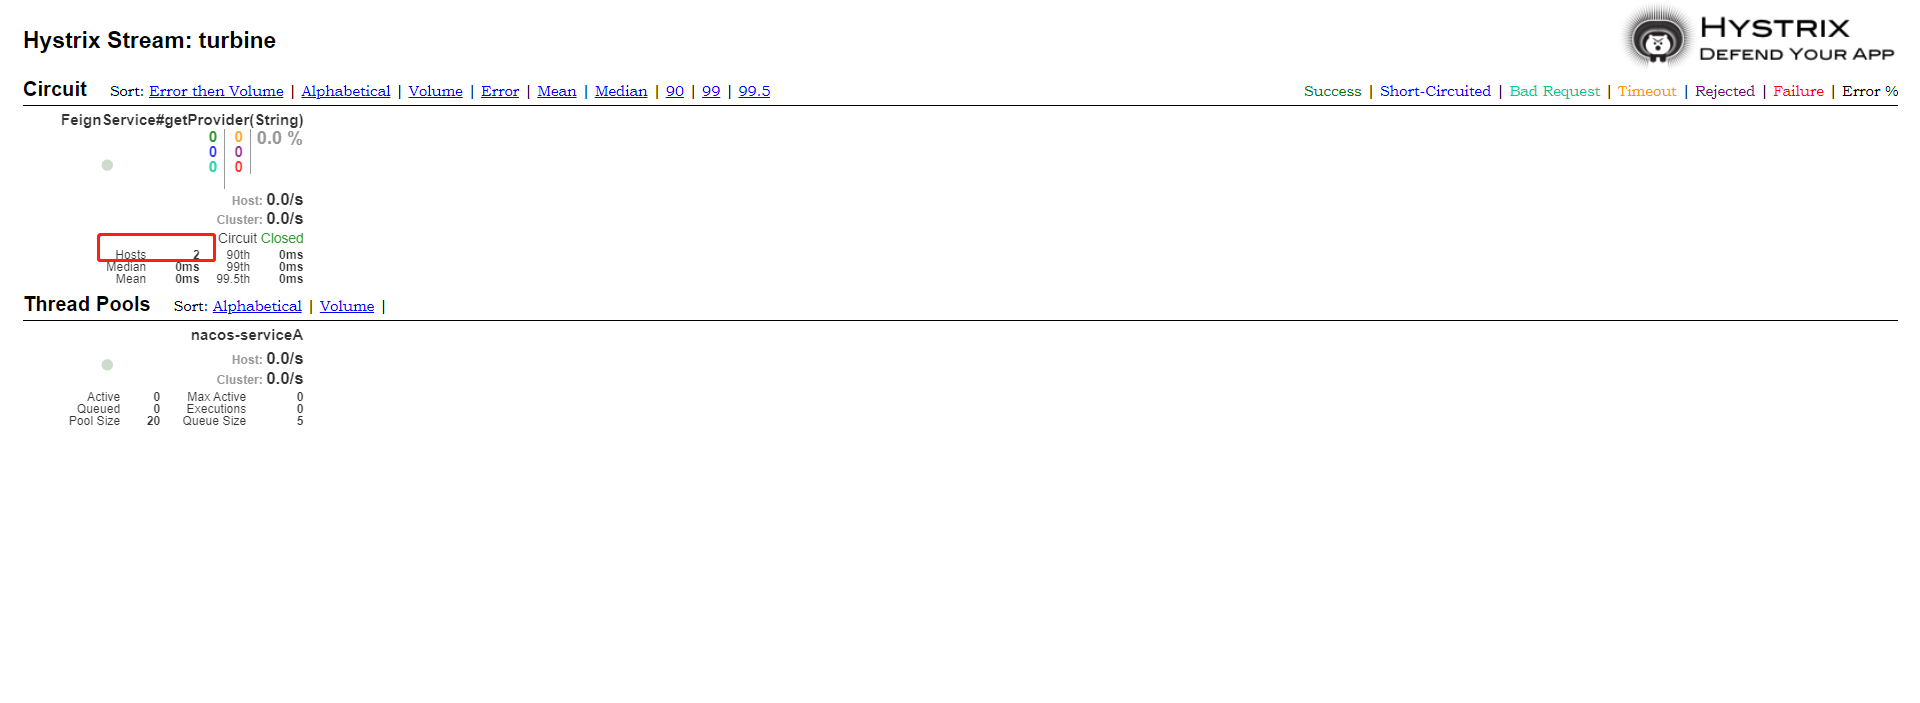 Hystrix Stream: turbine
HYSTRIX
DEFEND YOUR APP
Circuit Sort: Error then Volume | Alphabetical | Volume | Error | Mean | Median | 90 | 99 | 99.5
Success | Short-Circuited | Bad Request | Timeout | Rejected | Failure | Error %
FeignService#getProvider(String)
0 0 0.0 %
0 0
0 0
Host: 0.0/s
Cluster: 0.0/s
Circuit Closed
Hosts 2 90th 0ms
Median 0ms 99th 0ms
Mean 0ms 99.5th 0ms
Thread Pools Sort: Alphabetical | Volume |
nacos-serviceA
Host: 0.0/s
Cluster: 0.0/s
Active 0 Max Active 0
Queued 0 Executions 0
Pool Size 20 Queue Size 5